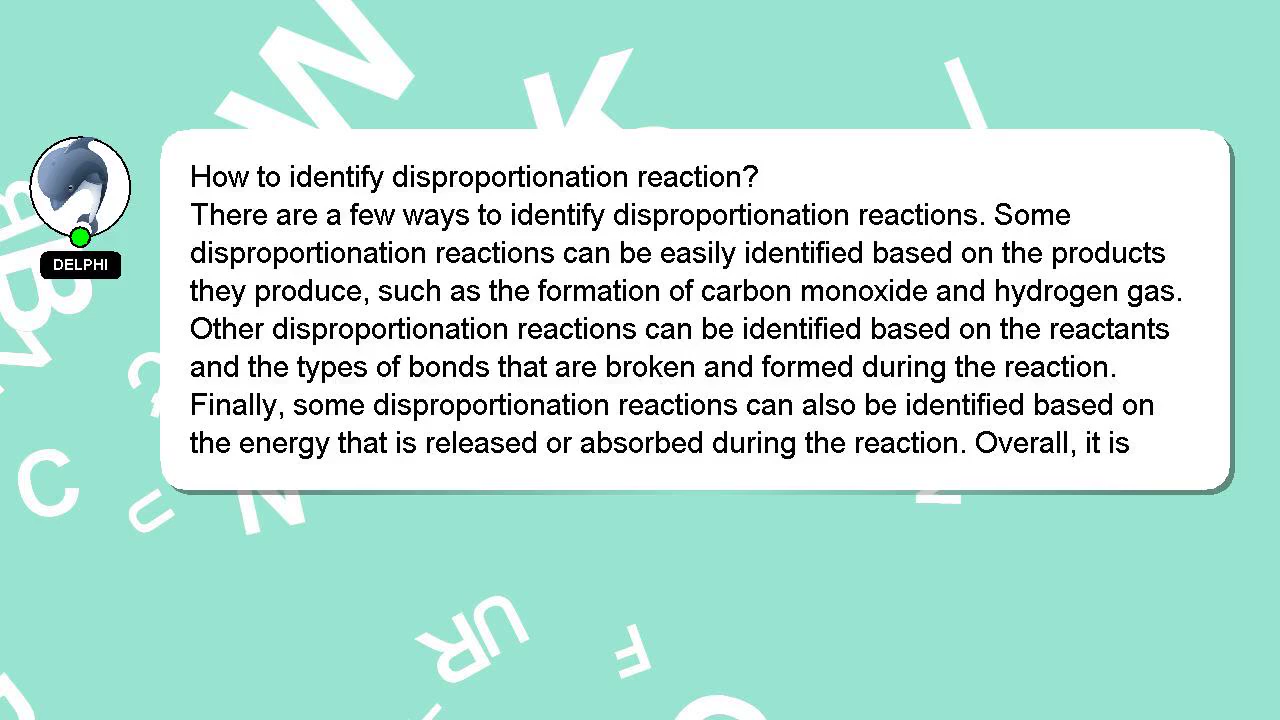 How to identify disproportionation reaction?
There are a few ways to identify disproportionation reactions. Some
disproportionation reactions can be easily identified based on the products
they produce, such as the formation of carbon monoxide and hydrogen gas.
Other disproportionation reactions can be identified based on the reactants
and the types of bonds that are broken and formed during the reaction.
Finally, some disproportionation reactions can also be identified based on
the energy that is released or absorbed during the reaction. Overall, it is
DELPHI